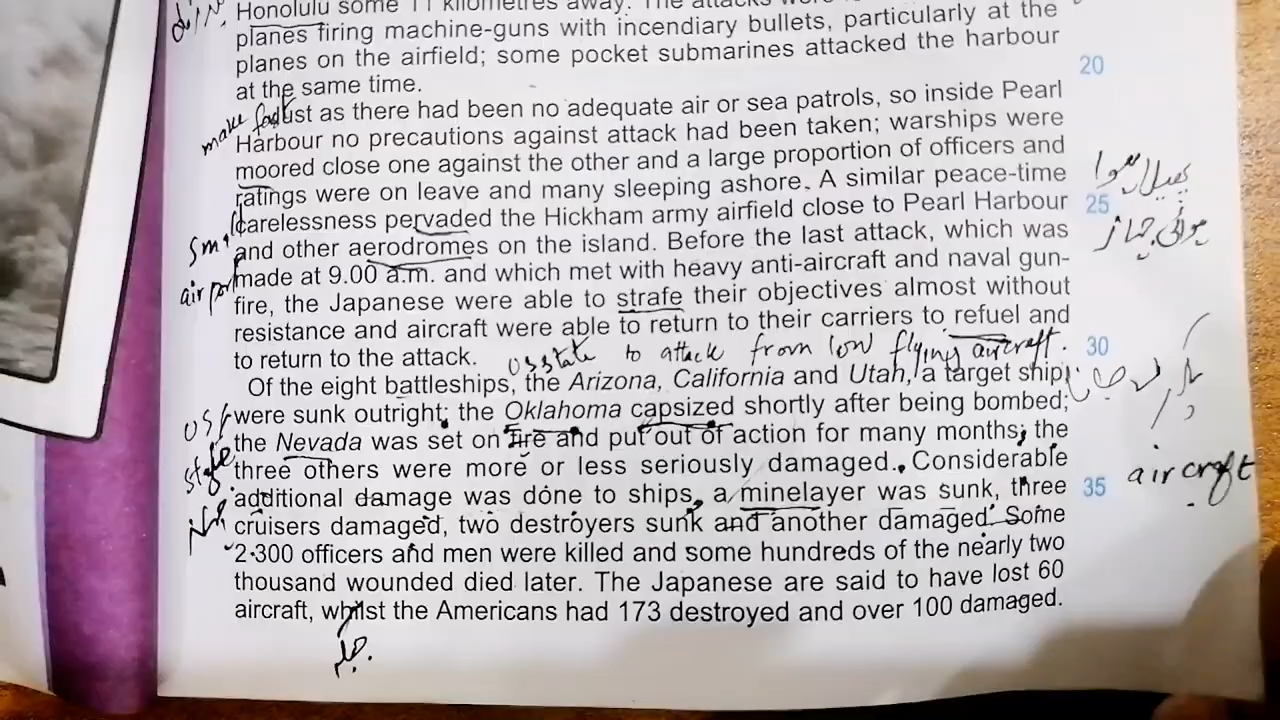 Honolulu some 11 kilometres away. The attacks were
planes firing machine-guns with incendiary bullets, particularly at the
planes on the airfield; some pocket submarines attacked the harbour
at the same time.
20
Just as there had been no adequate air or sea patrols, so inside Pearl
make fast
Harbour no precautions against attack had been taken; warships were
moored close one against the other and a large proportion of officers and
ratings were on leave and many sleeping ashore. A similar peace-time
پھیلا ہوا
carelessness pervaded the Hickham army airfield close to Pearl Harbour
25
and other aerodromes on the island. Before the last attack, which was
made at 9.00 a.m. and which met with heavy anti-aircraft and naval gun-
air port
fire, the Japanese were able to strafe their objectives almost without
resistance and aircraft were able to return to their carriers to refuel and
to return to the attack.
to attack from low flying aircraft.
30
Of the eight battleships, the Arizona, California and Utah, a target ship
were sunk outright; the Oklahoma capsized shortly after being bombed;
the Nevada was set on fire and put out of action for many months; the
three others were more or less seriously damaged. Considerable
aircraft
additional damage was done to ships, a minelayer was sunk, three
35
cruisers damaged, two destroyers sunk and another damaged. Some
2·300 officers and men were killed and some hundreds of the nearly two
thousand wounded died later. The Japanese are said to have lost 60
aircraft, whilst the Americans had 173 destroyed and over 100 damaged.